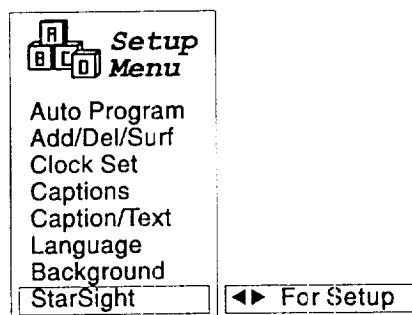 A
B C D
Setup
Menu
Auto Program
Add/Del/Surf
Clock Set
Captions
Caption/Text
Language
Background
StarSight ◄► For Setup